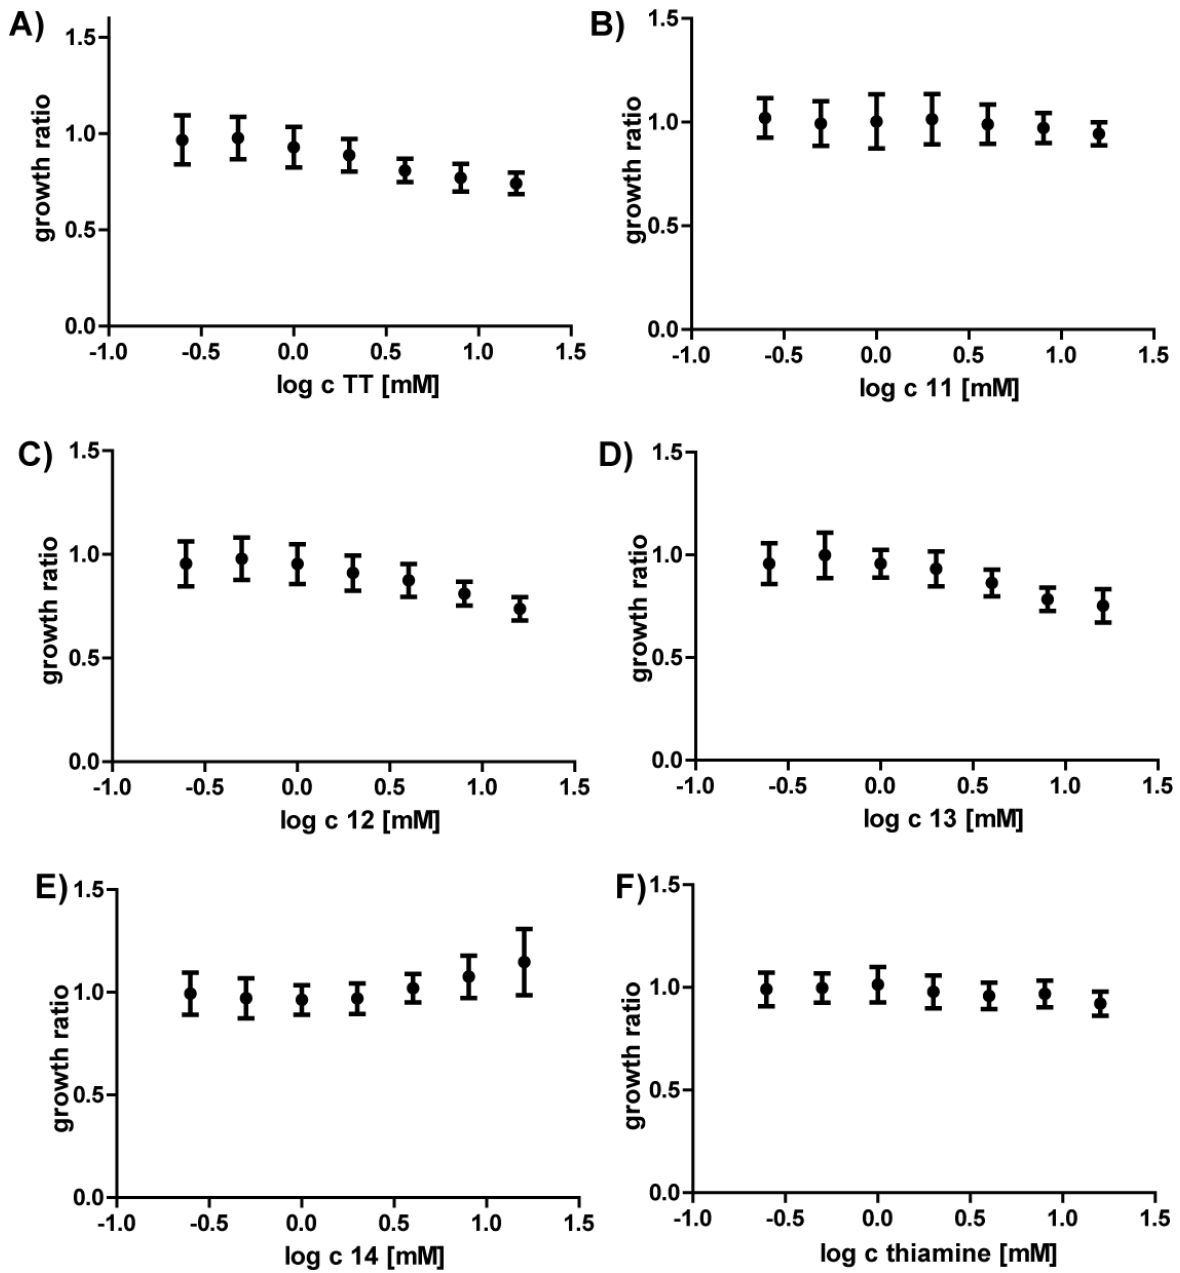 A)
growth ratio
1.5
1.0
0.5
0.0
-1.0 -0.5 0.0 0.5 1.0 1.5
log c TT [mM]
B)
growth ratio
1.5
1.0
0.5
0.0
-1.0 -0.5 0.0 0.5 1.0 1.5
log c 11 [mM]
C)
growth ratio
1.5
1.0
0.5
0.0
-1.0 -0.5 0.0 0.5 1.0 1.5
log c 12 [mM]
D)
growth ratio
1.5
1.0
0.5
0.0
-1.0 -0.5 0.0 0.5 1.0 1.5
log c 13 [mM]
E)
growth ratio
1.5
1.0
0.5
0.0
-1.0 -0.5 0.0 0.5 1.0 1.5
log c 14 [mM]
F)
growth ratio
1.5
1.0
0.5
0.0
-1.0 -0.5 0.0 0.5 1.0 1.5
log c thiamine [mM]